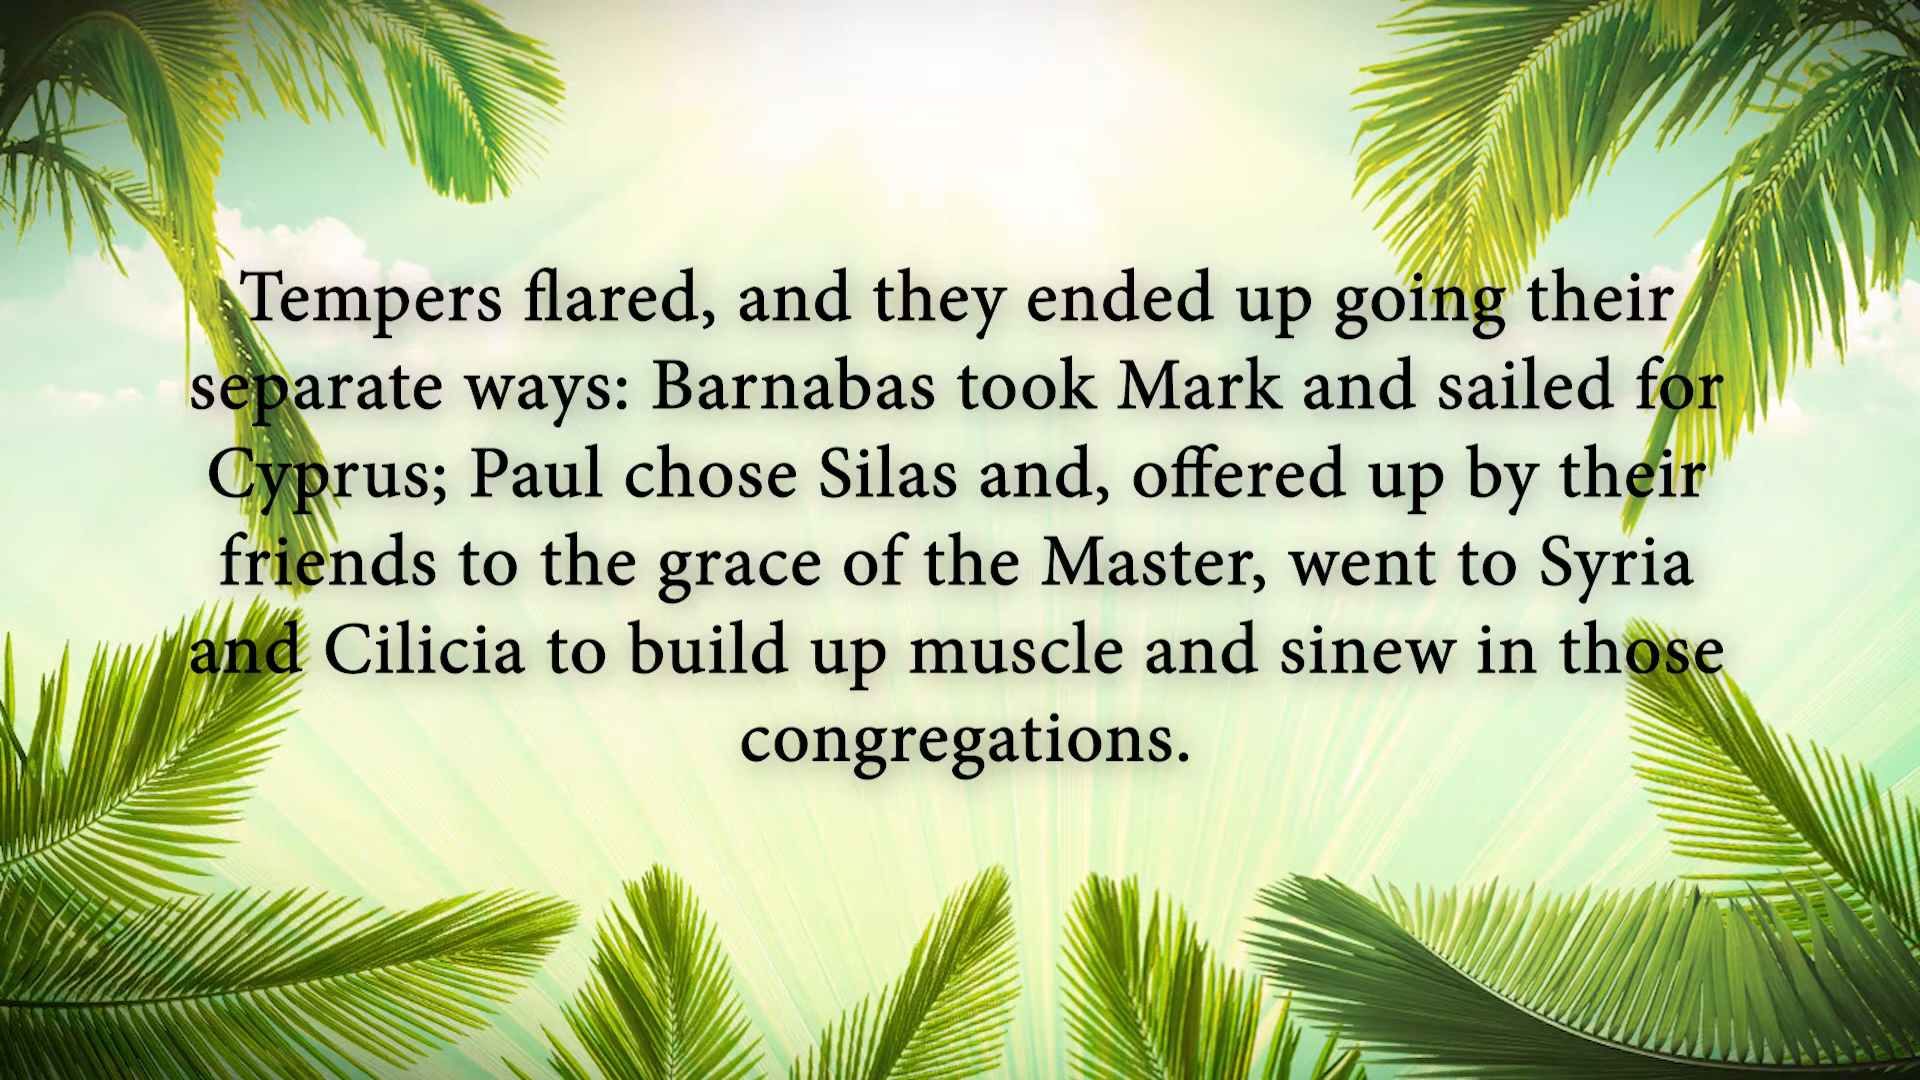 Tempers flared, and they ended up going their
separate ways: Barnabas took Mark and sailed for
Cyprus; Paul chose Silas and, offered up by their
friends to the grace of the Master, went to Syria
and Cilicia to build up muscle and sinew in those
congregations.